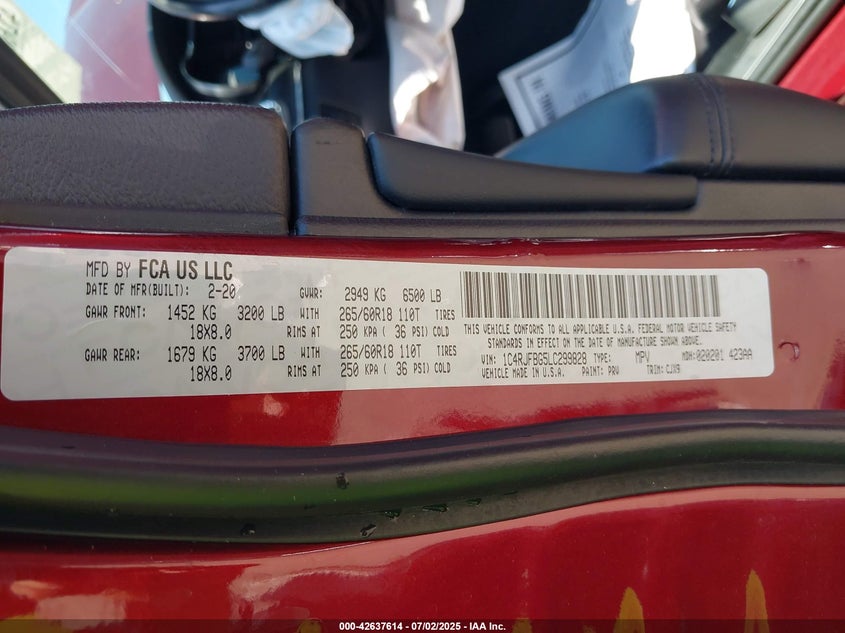 MFD BY FCA US LLC
DATE OF MFR(BUILT): 2-20 GVWR: 2949 KG 6500 LB
GAWR FRONT: 1452 KG 3200 LB WITH 265/60R18 110T TIRES
18X8.0 RIMS AT 250 KPA ( 36 PSI) COLD
GAWR REAR: 1679 KG 3700 LB WITH 265/60R18 110T TIRES
18X8.0 RIMS AT 250 KPA ( 36 PSI) COLD
THIS VEHICLE CONFORMS TO ALL APPLICABLE U.S.A. FEDERAL MOTOR VEHICLE SAFETY
STANDARDS IN EFFECT ON THE DATE OF MANUFACTURE SHOWN ABOVE.
VIN: 1C4RJFBG5LC299828 TYPE: MPV MDH: 020201 423AA
VEHICLE MADE IN U.S.A. PAINT: PRV TRIM: CJX9
000-42637614 - 07/02/2025 - IAA Inc.